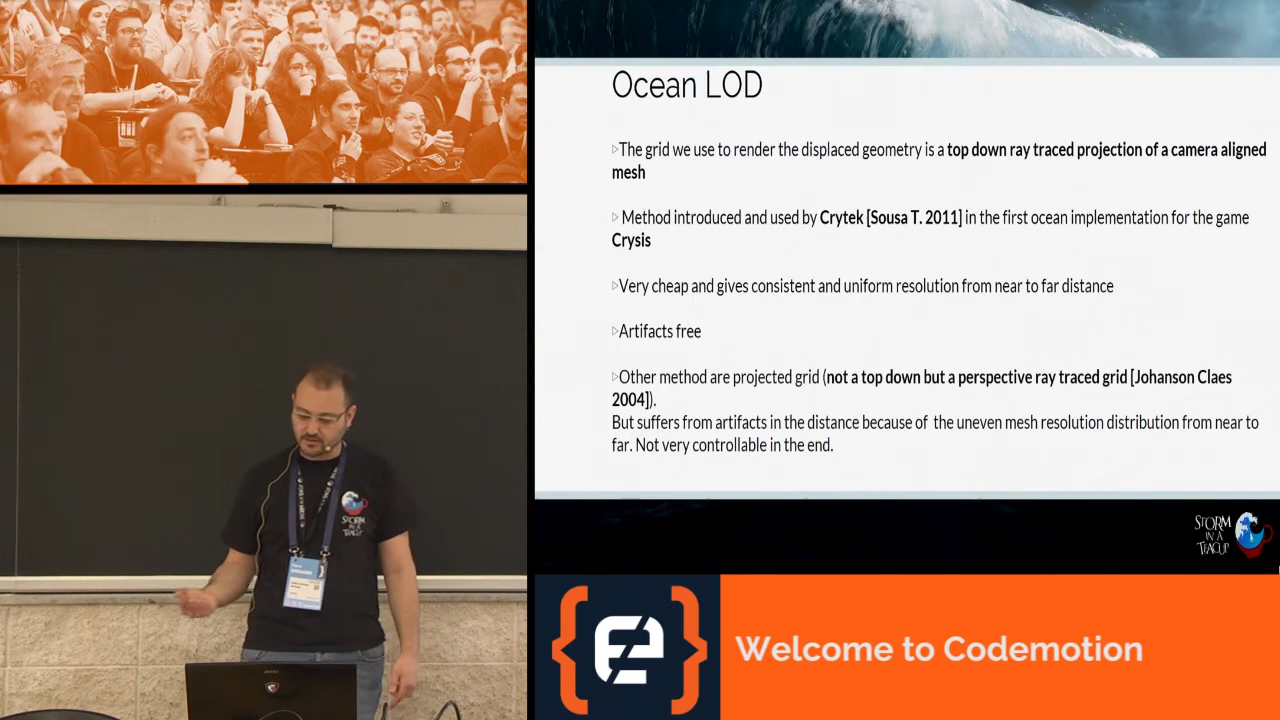 Ocean LOD
▷The grid we use to render the displaced geometry is a top down ray traced projection of a camera aligned
mesh
▷ Method introduced and used by Crytek [Sousa T. 2011] in the first ocean implementation for the game
Crysis
▷Very cheap and gives consistent and uniform resolution from near to far distance
▷Artifacts free
▷Other method are projected grid (not a top down but a perspective ray traced grid [Johanson Claes
2004]).
But suffers from artifacts in the distance because of the uneven mesh resolution distribution from near to
far. Not very controllable in the end.
STORM
IN A
TEACUP
STORM
IN A
TEACUP
SPEAKER
Welcome to Codemotion